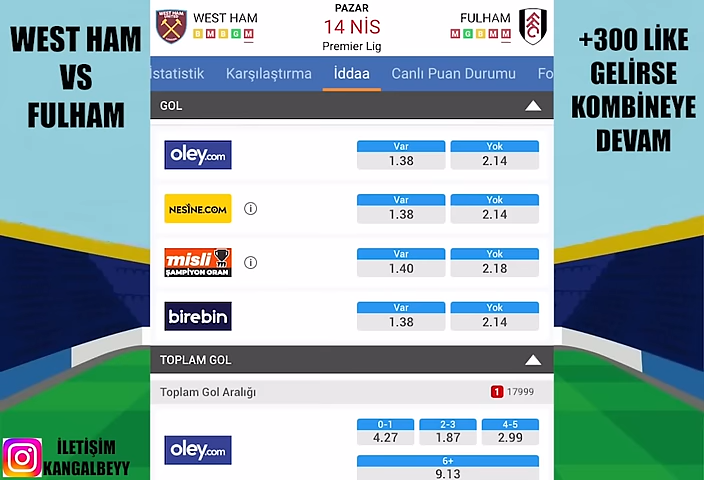 WEST HAM
VS
FULHAM
WEST HAM
B M B G M
PAZAR
14 NİS
Premier Lig
FULHAM
M G B M M
+300 LİKE
GELİRSE
KOMBİNEYE
DEVAM
istatistik Karşılaştırma İddaa Canlı Puan Durumu Fo
GOL
oley.com
Var Yok
1.38 2.14
NESİNE.COM
Var Yok
1.38 2.14
misli
ŞAMPİYON ORAN
Var Yok
1.40 2.18
birebin
Var Yok
1.38 2.14
TOPLAM GOL
Toplam Gol Aralığı 1 17999
oley.com
0-1 2-3 4-5
4.27 1.87 2.99
6+
9.13
İLETİŞİM
KANGALBEYY